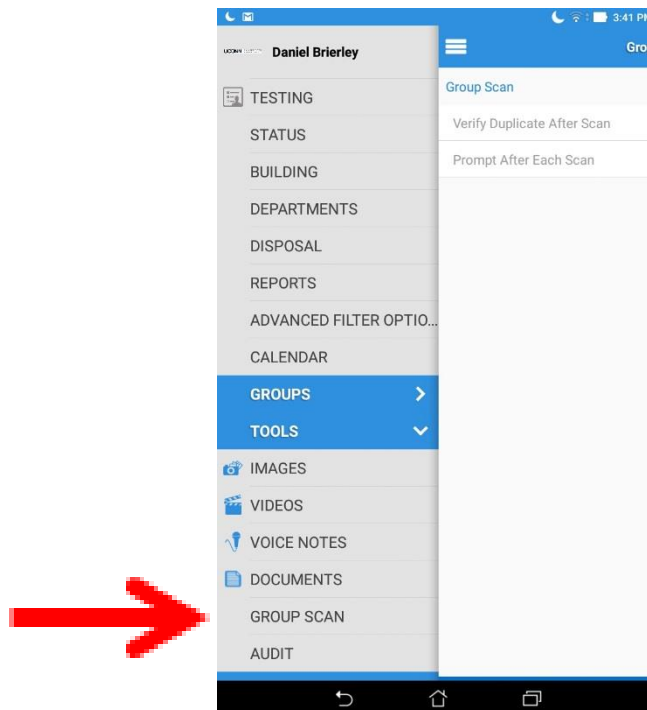 3:41 PM
Daniel Brierley
TESTING
STATUS
BUILDING
DEPARTMENTS
DISPOSAL
REPORTS
ADVANCED FILTER OPTIO...
CALENDAR
GROUPS
TOOLS
IMAGES
VIDEOS
VOICE NOTES
DOCUMENTS
GROUP SCAN
AUDIT
Gro
Group Scan
Verify Duplicate After Scan
Prompt After Each Scan